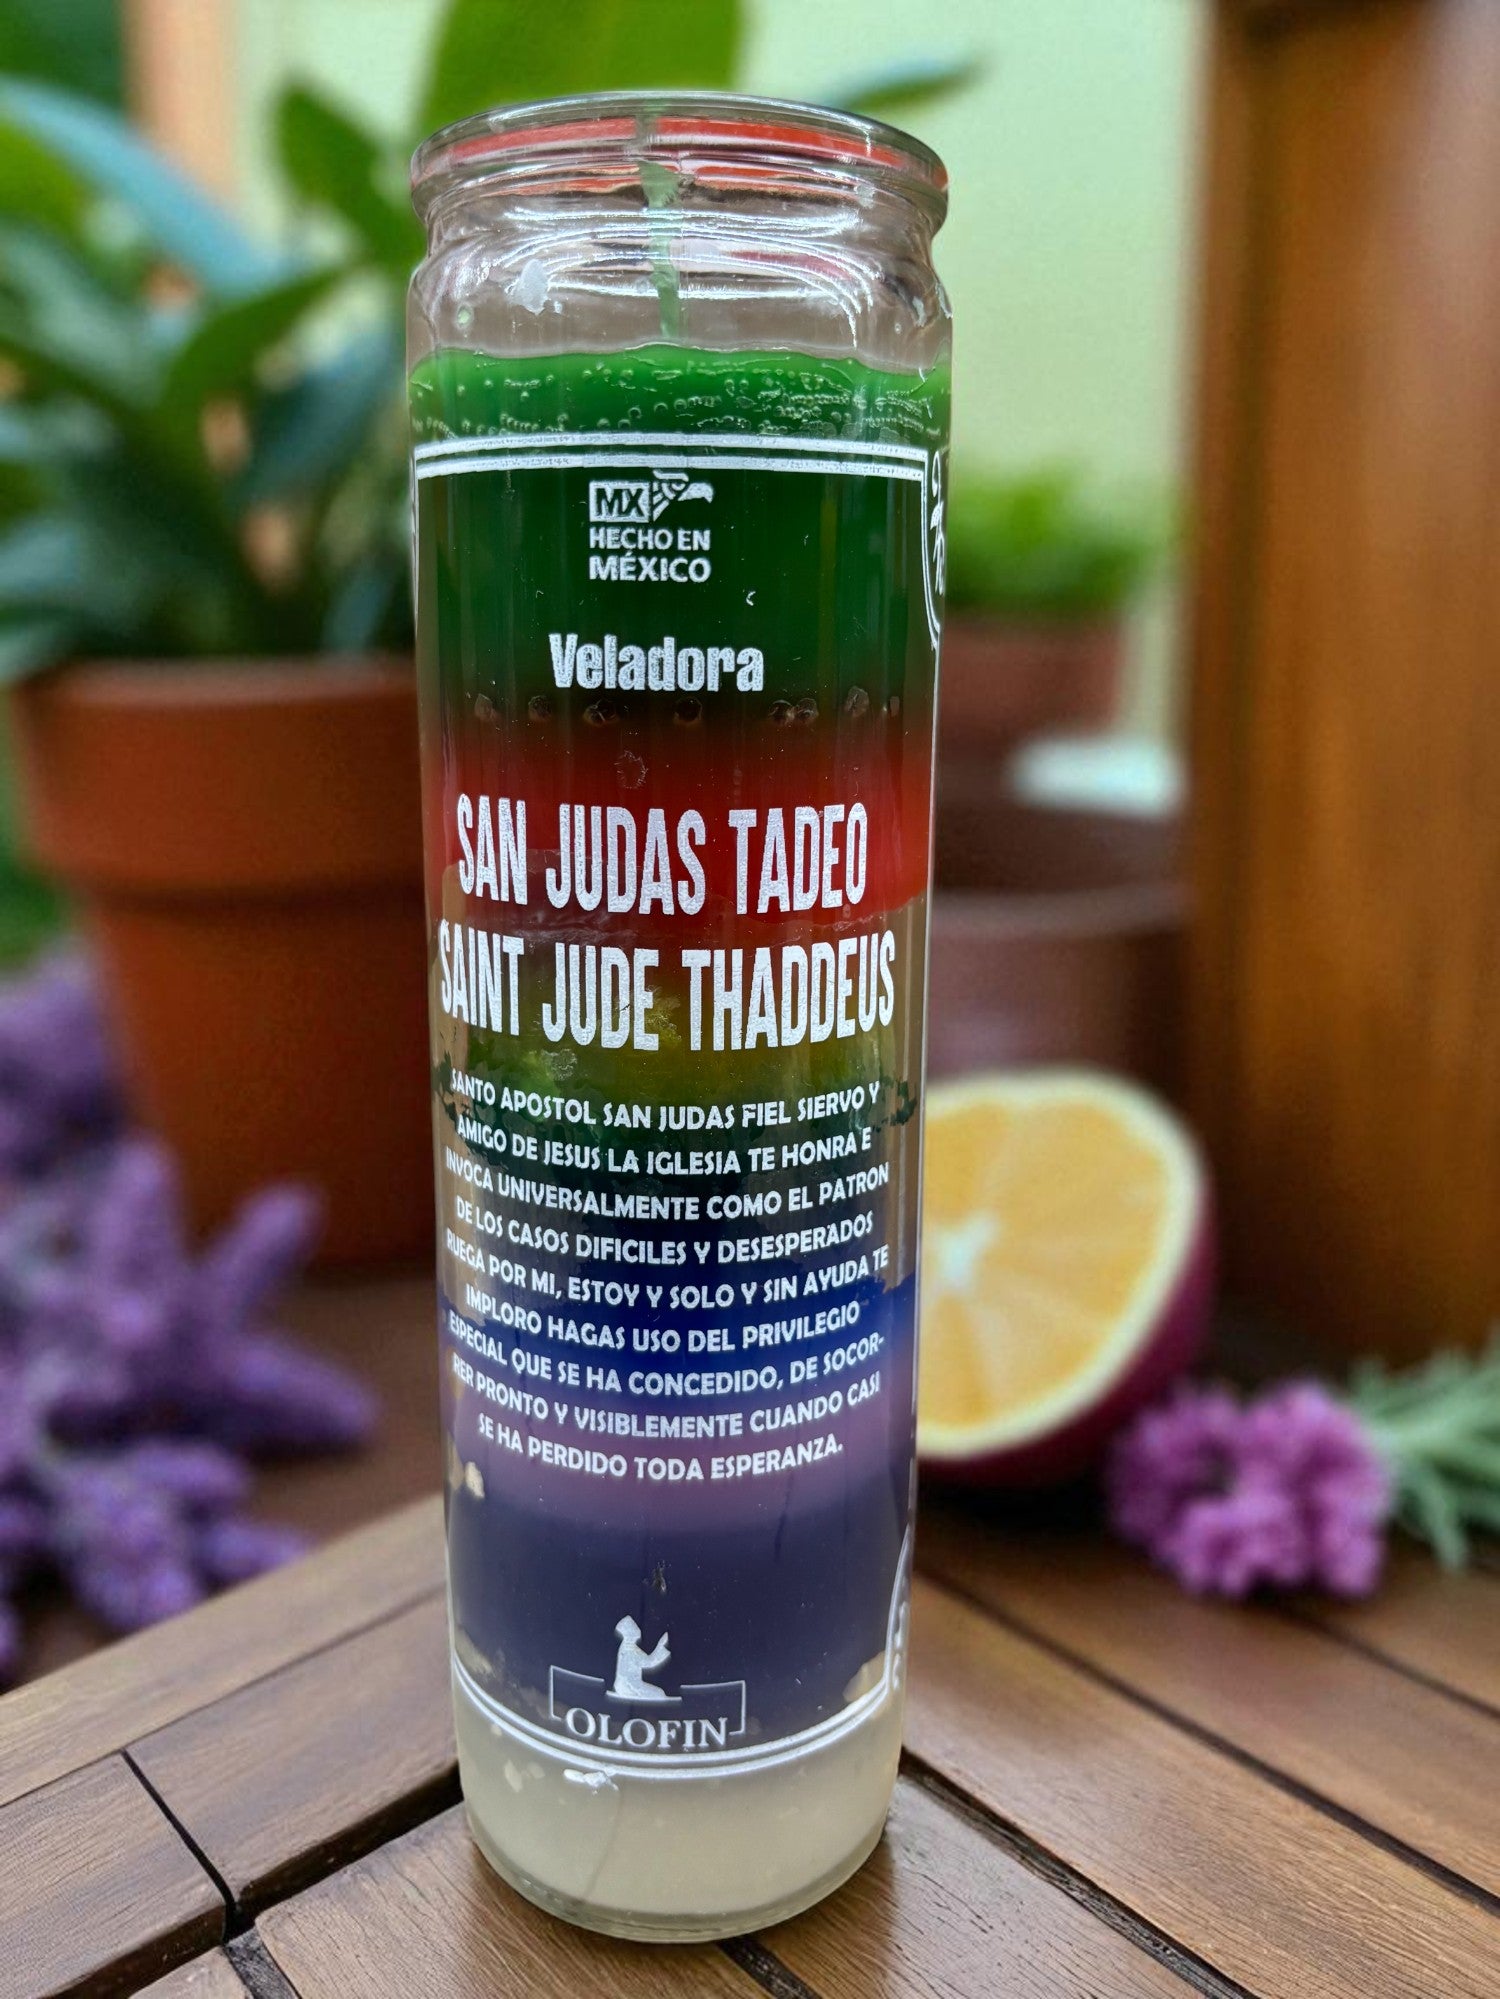 MX
HECHO EN
MÉXICO
Veladora
SAN JUDAS TADEO
SAINT JUDE THADDEUS
SANTO APOSTOL SAN JUDAS FIEL SIERVO Y
AMIGO DE JESUS LA IGLESIA TE HONRA E
INVOCA UNIVERSALMENTE COMO EL PATRON
DE LOS CASOS DIFICILES Y DESESPERADOS
RUEGA POR MI, ESTOY Y SOLO Y SIN AYUDA TE
IMPLORO HAGAS USO DEL PRIVILEGIO
ESPECIAL QUE SE HA CONCEDIDO, DE SOCOR-
RER PRONTO Y VISIBLEMENTE CUANDO CASI
SE HA PERDIDO TODA ESPERANZA.
OLOFIN